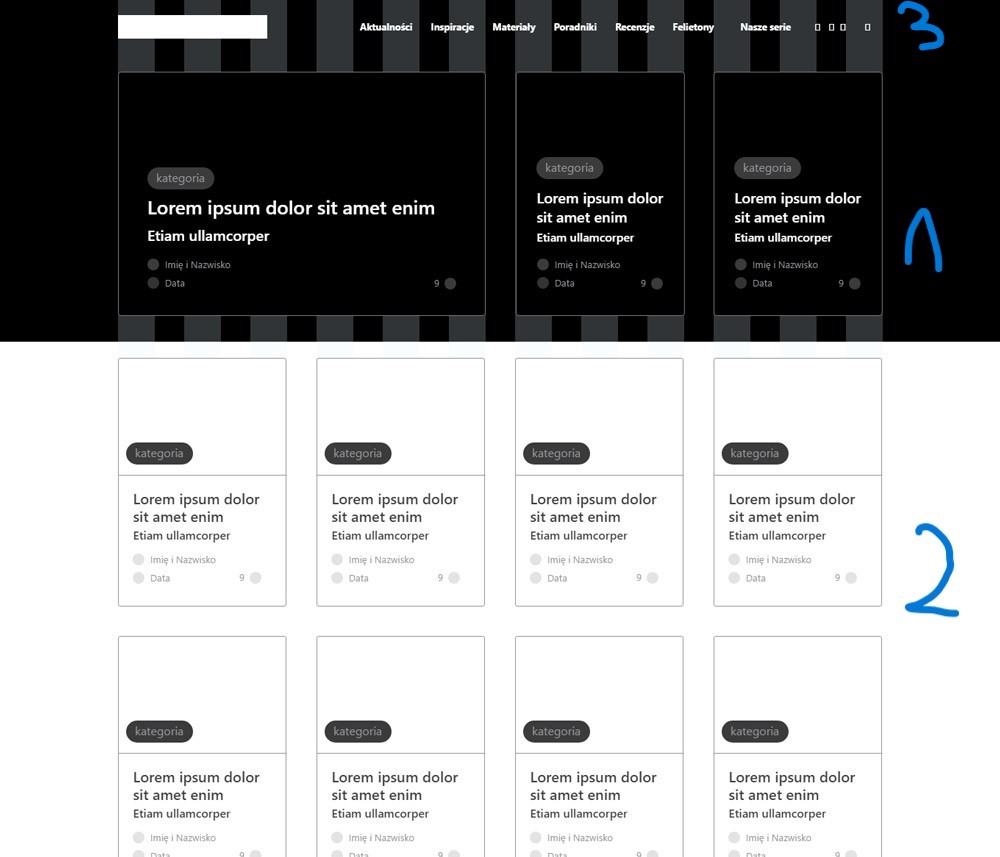 Aktualności Inspiracje Materiały Poradniki Recenzje Felietony Nasze serie
3
kategoria
Lorem ipsum dolor sit amet enim
Etiam ullamcorper
Imię i Nazwisko
Data 9
kategoria
Lorem ipsum dolor
sit amet enim
Etiam ullamcorper
Imię i Nazwisko
Data 9
kategoria
Lorem ipsum dolor
sit amet enim
Etiam ullamcorper
Imię i Nazwisko
Data 9
1
kategoria
Lorem ipsum dolor
sit amet enim
Etiam ullamcorper
Imię i Nazwisko
Data 9
kategoria
Lorem ipsum dolor
sit amet enim
Etiam ullamcorper
Imię i Nazwisko
Data 9
kategoria
Lorem ipsum dolor
sit amet enim
Etiam ullamcorper
Imię i Nazwisko
Data 9
kategoria
Lorem ipsum dolor
sit amet enim
Etiam ullamcorper
Imię i Nazwisko
Data 9
2
kategoria
Lorem ipsum dolor
sit amet enim
Etiam ullamcorper
Imię i Nazwisko
Data 9
kategoria
Lorem ipsum dolor
sit amet enim
Etiam ullamcorper
Imię i Nazwisko
Data 9
kategoria
Lorem ipsum dolor
sit amet enim
Etiam ullamcorper
Imię i Nazwisko
Data 9
kategoria
Lorem ipsum dolor
sit amet enim
Etiam ullamcorper
Imię i Nazwisko
Data 9